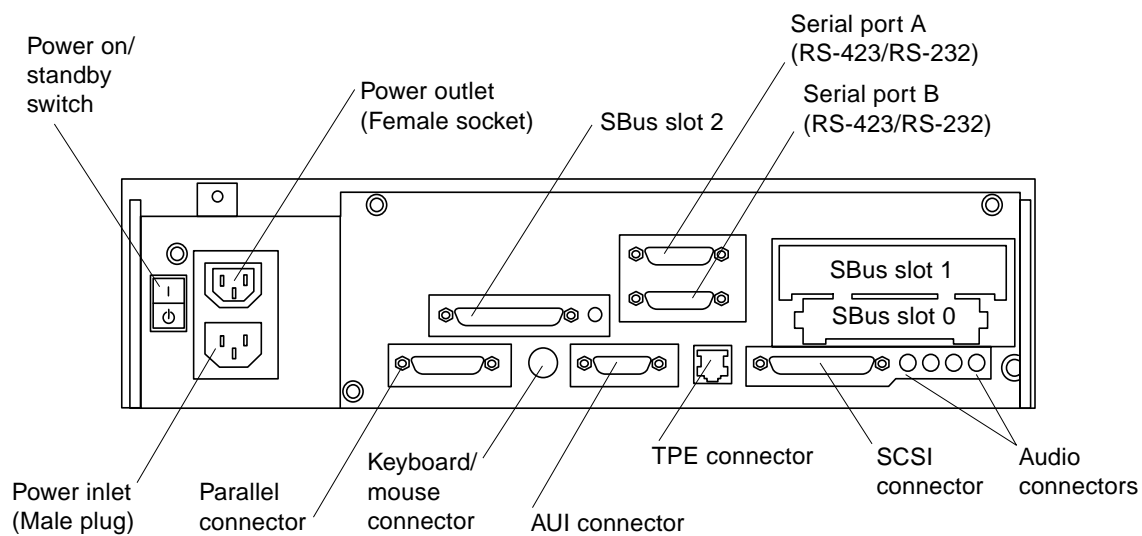 Serial port A
(RS-423/RS-232)
Power on/
standby
switch
Power outlet
(Female socket)
SBus slot 2
Serial port B
(RS-423/RS-232)
SBus slot 1
SBus slot 0
Power inlet
(Male plug)
Parallel
connector
Keyboard/
mouse
connector
AUI connector
TPE connector
SCSI
connector
Audio
connectors